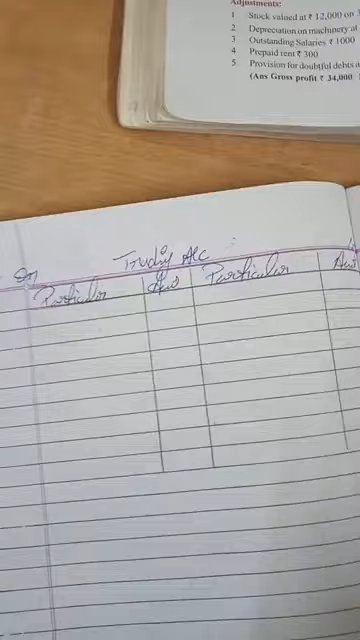 Adjustments:
1 Stock valued at ₹ 12,000 on
2 Depreciation on machinery at
3 Outstanding Salaries ₹ 1000
4 Prepaid rent ₹ 300
5 Provision for doubtful debts a
(Ans Gross profit ₹ 34,000
Trading A/c
Particular Amt Particular Amt